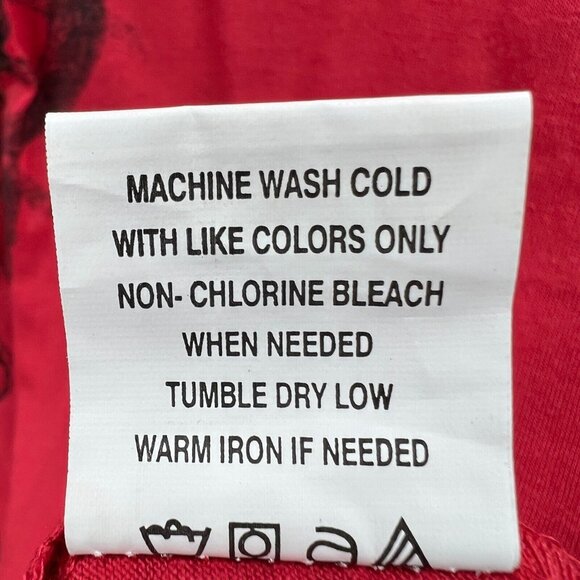 MACHINE WASH COLD
WITH LIKE COLORS ONLY
NON- CHLORINE BLEACH
WHEN NEEDED
TUMBLE DRY LOW
WARM IRON IF NEEDED